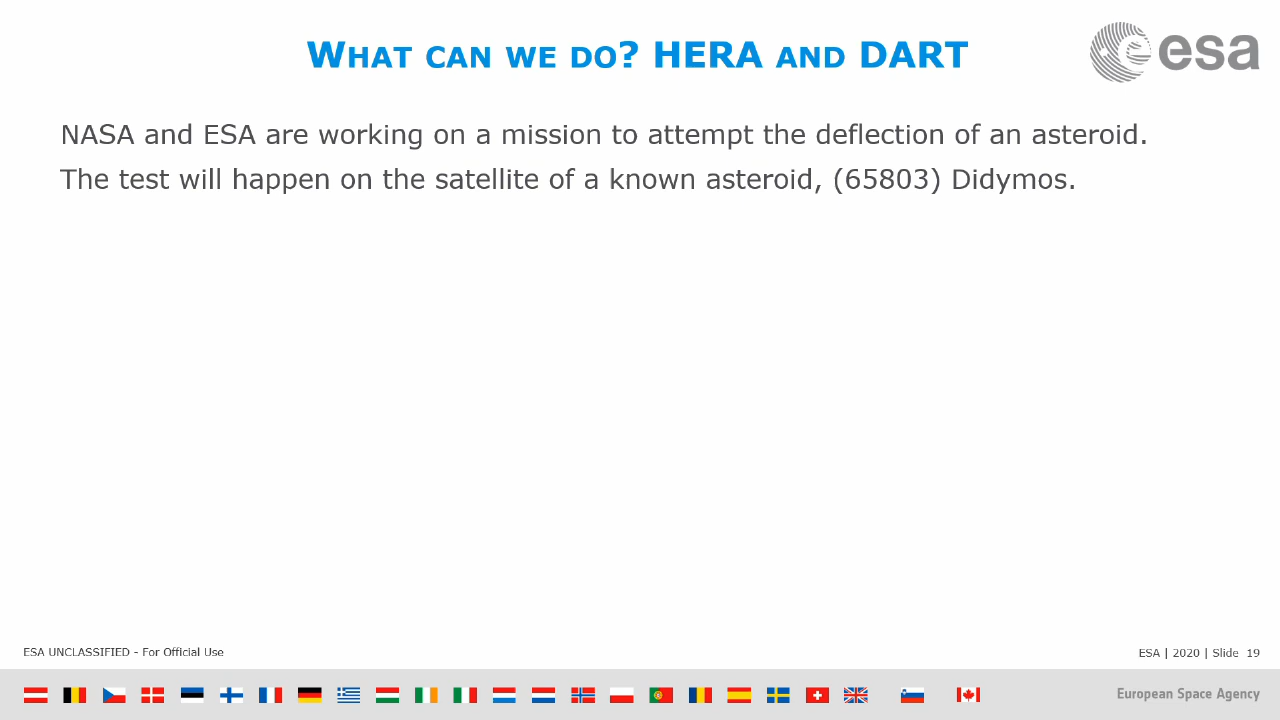 WHAT CAN WE DO? HERA AND DART
esa
NASA and ESA are working on a mission to attempt the deflection of an asteroid.
The test will happen on the satellite of a known asteroid, (65803) Didymos.
ESA UNCLASSIFIED - For Official Use
ESA | 2020 | Slide 19
European Space Agency